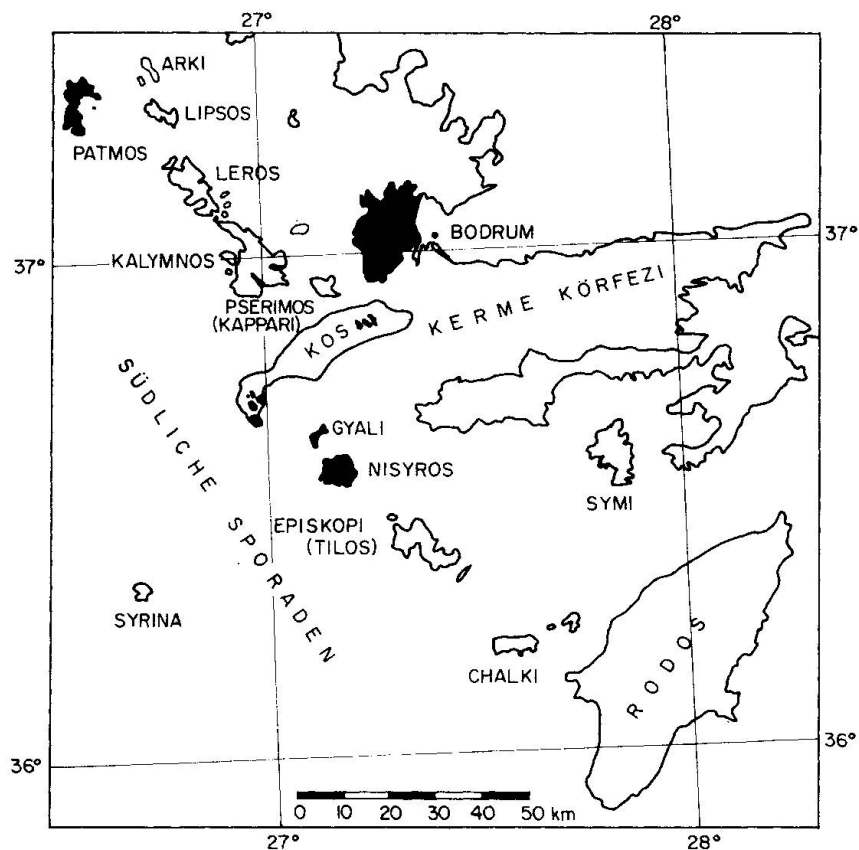 27°
28°
ARKI
LIPSOS
PATMOS
LEROS
BODRUM
37°
37°
KALYMNOS
PSERIMOS
(KAPPARI)
KERME KÖRFEZI
KOS
SÜDLICHE SPORADEN
GYALI
NISYROS
SYMI
EPISKOPI
(TILOS)
SYRINA
CHALKI
RODOS
36°
36°
0 10 20 30 40 50 km
27°
28°